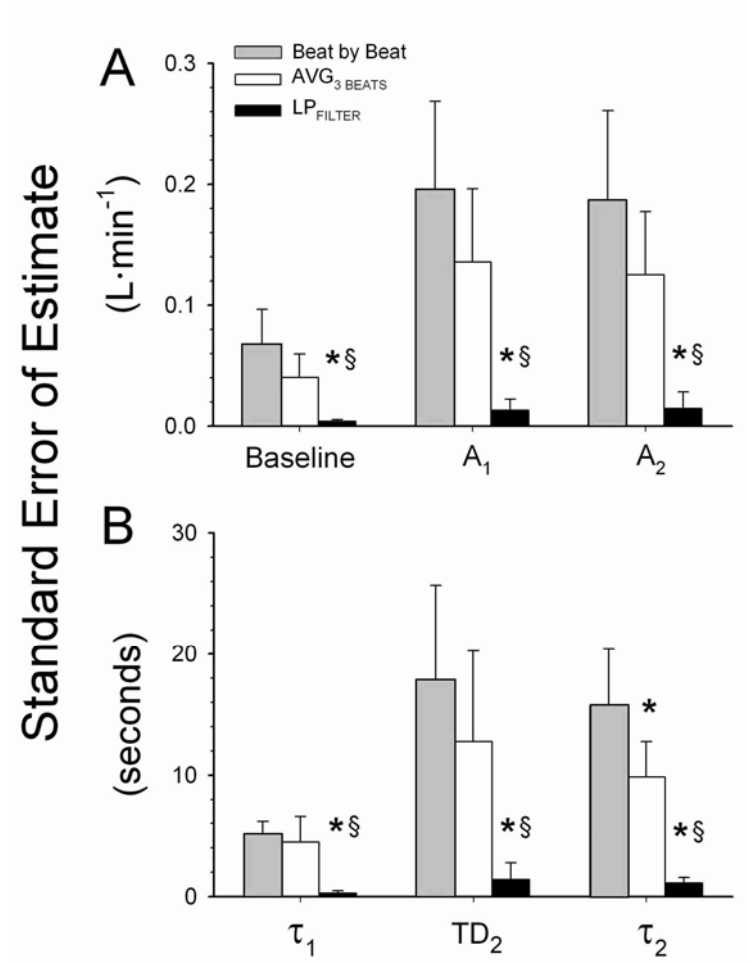 Standard Error of Estimate
A
Beat by Beat
AVG3 BEATS
LPFILTER
(L·min-1)
0.3
0.2
0.1
0.0
*§
*§
*§
Baseline
A1
A2
B
(seconds)
30
20
10
0
*§
*§
*
*§
τ1
TD2
τ2